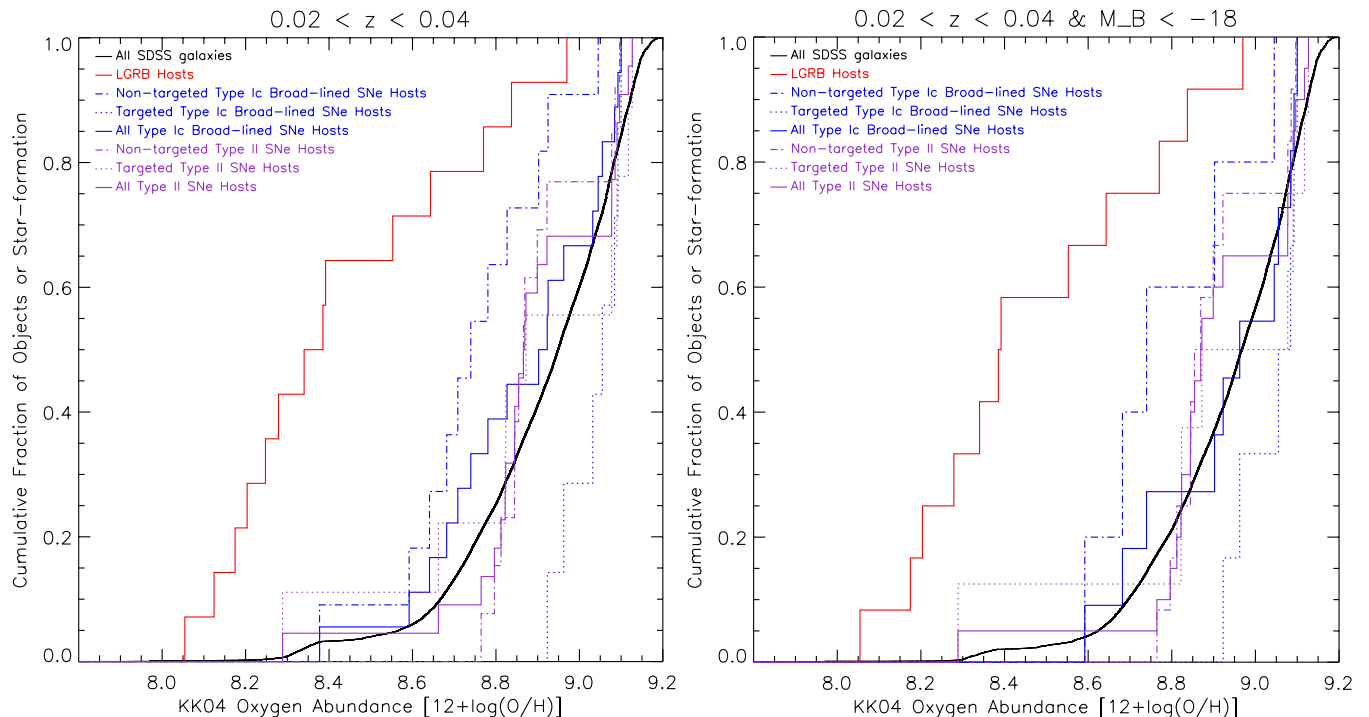 0.02 < z < 0.04
All SDSS galaxies
LGRB Hosts
Non-targeted Type Ic Broad-lined SNe Hosts
Targeted Type Ic Broad-lined SNe Hosts
All Type Ic Broad-lined SNe Hosts
Non-targeted Type II SNe Hosts
Targeted Type II SNe Hosts
All Type II SNe Hosts
Cumulative Fraction of Objects or Star-formation
1.0
0.8
0.6
0.4
0.2
0.0
8.0
8.2
8.4
8.6
8.8
9.0
9.2
KK04 Oxygen Abundance [12+log(O/H)]
0.02 < z < 0.04 & M_B < -18
All SDSS galaxies
LGRB Hosts
Non-targeted Type Ic Broad-lined SNe Hosts
Targeted Type Ic Broad-lined SNe Hosts
All Type Ic Broad-lined SNe Hosts
Non-targeted Type II SNe Hosts
Targeted Type II SNe Hosts
All Type II SNe Hosts
Cumulative Fraction of Objects or Star-formation
1.0
0.8
0.6
0.4
0.2
0.0
8.0
8.2
8.4
8.6
8.8
9.0
9.2
KK04 Oxygen Abundance [12+log(O/H)]